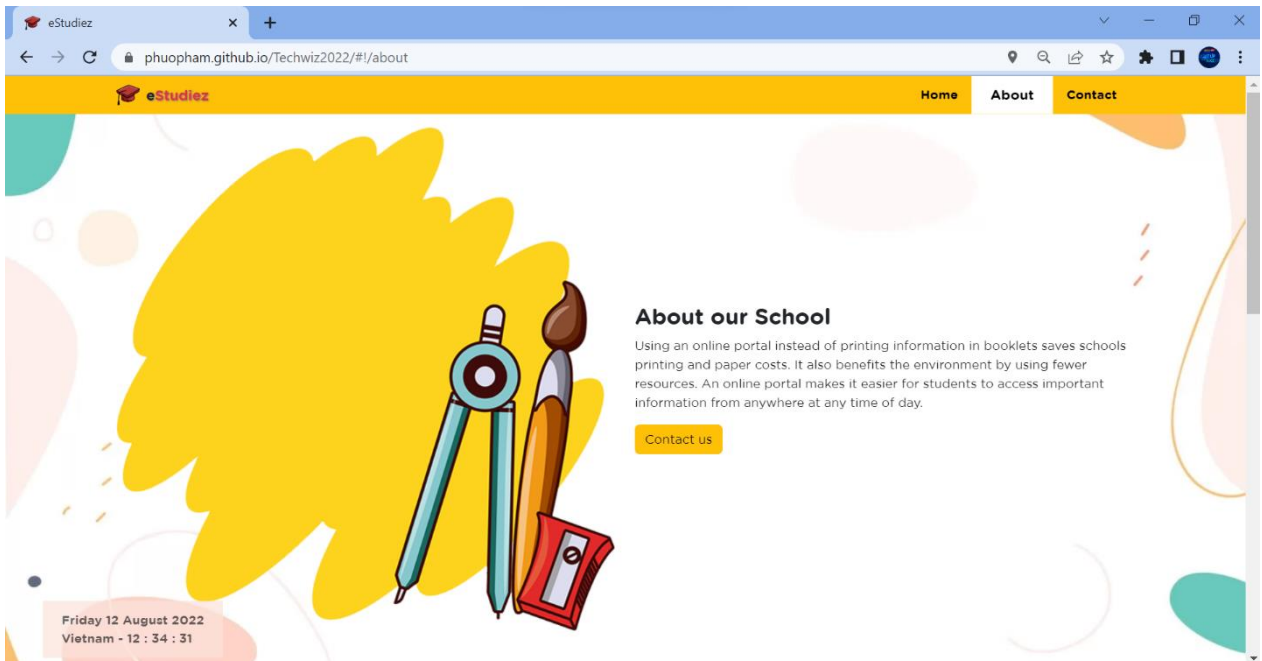 eStudiez
phuopham.github.io/Techwiz2022/#!/about
eStudiez
Home About Contact
About our School
Using an online portal instead of printing information in booklets saves schools
printing and paper costs. It also benefits the environment by using fewer
resources. An online portal makes it easier for students to access important
information from anywhere at any time of day.
Contact us
Friday 12 August 2022
Vietnam - 12 : 34 : 31